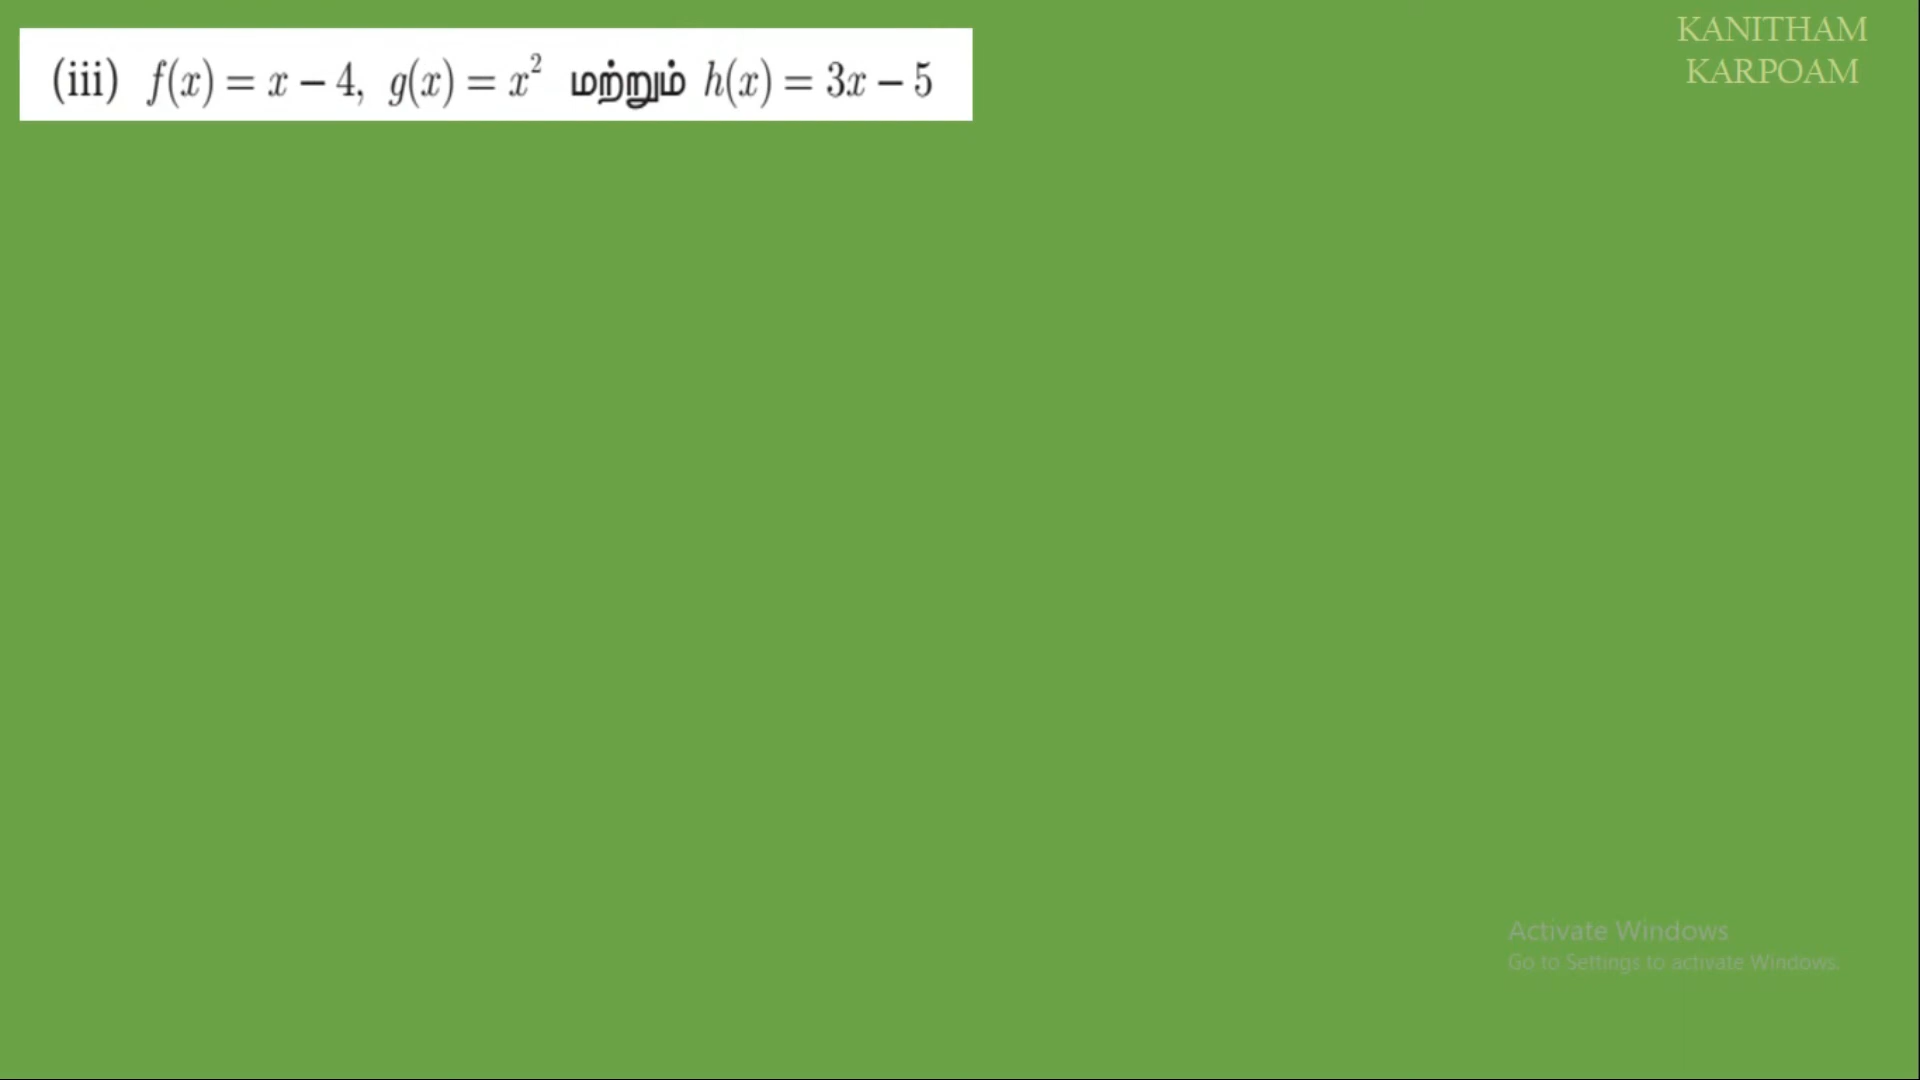 (iii) f(x) = x – 4, g(x) = x² மற்றும் h(x) = 3x – 5
KANITHAM
KARPOAM
Activate Windows
Go to Settings to activate Windows.